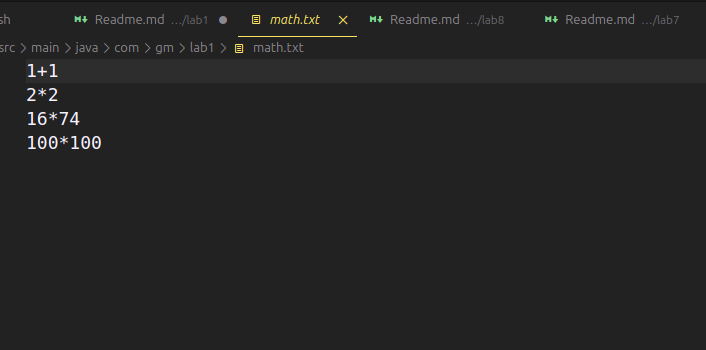 sh Readme.md .../lab1 math.txt Readme.md .../lab8 Readme.md .../lab7
src > main > java > com > gm > lab1 > math.txt
1+1
2*2
16*74
100*100